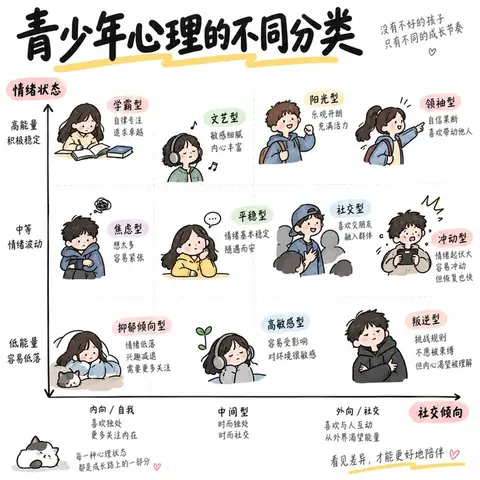 青少年心理的不同分类
没有不好的孩子
只有不同的成长节奏
情绪状态
高能量
积极稳定
学霸型
自律专注
追求卓越
文艺型
敏感细腻
内心丰富
阳光型
乐观开朗
充满活力
领袖型
自信果断
喜欢带动他人
中等
情绪波动
焦虑型
想太多
容易紧张
平稳型
情绪基本稳定
随遇而安
社交型
喜欢交朋友
融入群体
冲动型
情绪起伏大
容易冲动
但恢复也快
低能量
容易低落
抑郁倾向型
情绪低落
兴趣减退
需要更多关注
高敏感型
容易受影响
对环境很敏感
叛逆型
挑战规则
不愿被束缚
但内心渴望被理解
内向 / 自我
喜欢独处
更多关注内在
中间型
时而独处
时而社交
外向 / 社交
喜欢与人互动
从外界渴望能量
社交倾向
每一种心理状态
都是成长路上的一部分
看见差异,才能更好地陪伴